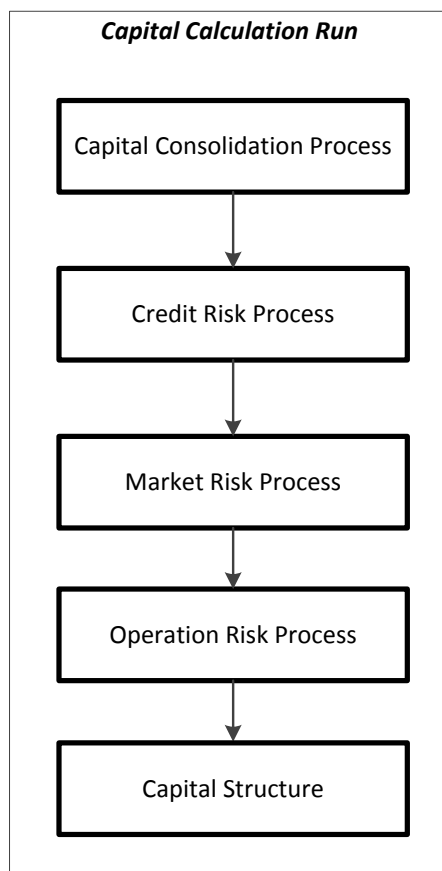 Capital Calculation Run
Capital Consolidation Process
Credit Risk Process
Market Risk Process
Operation Risk Process
Capital Structure